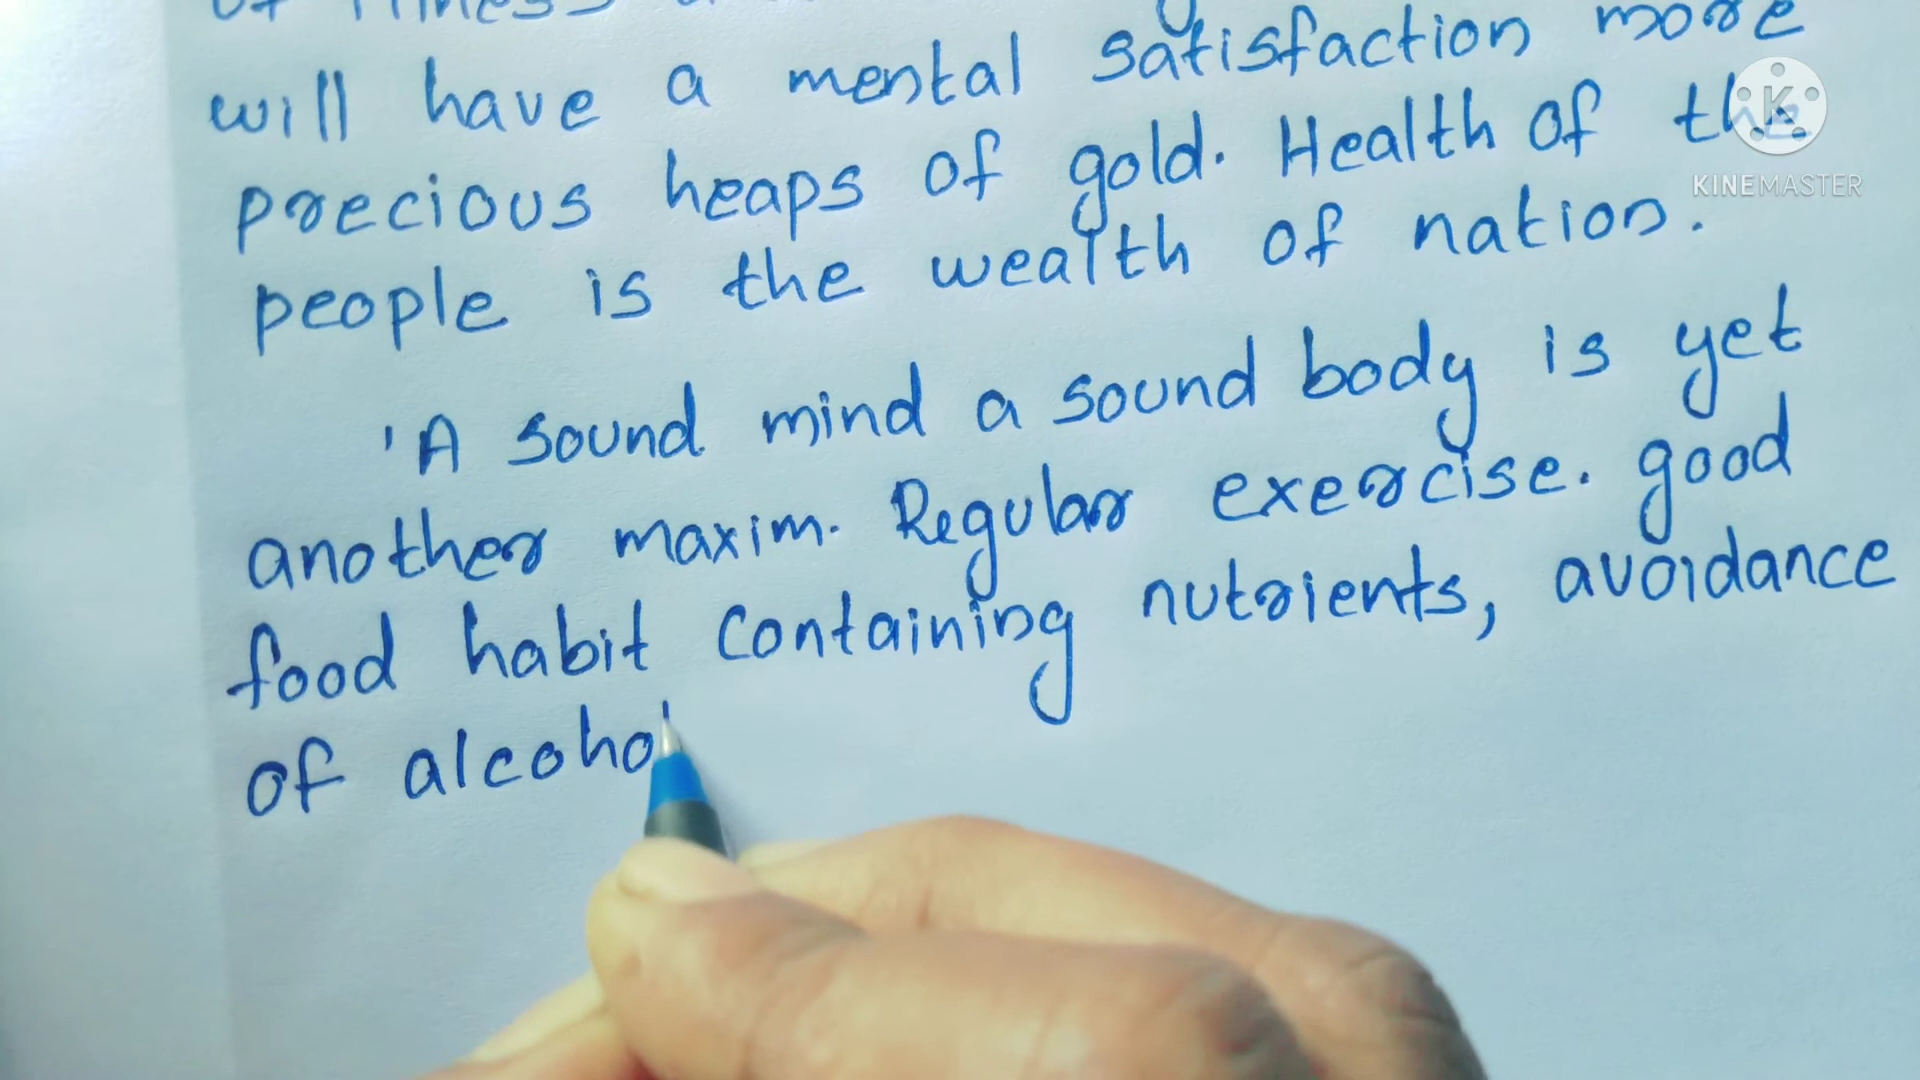 of
will have a mental satisfaction more
precious heaps of gold. Health of the
people is the wealth of nation.
'A sound mind a sound body is yet
another maxim. Regular exercise. good
food habit containing nutrients, avoidance
of alcoho
KINEMASTER